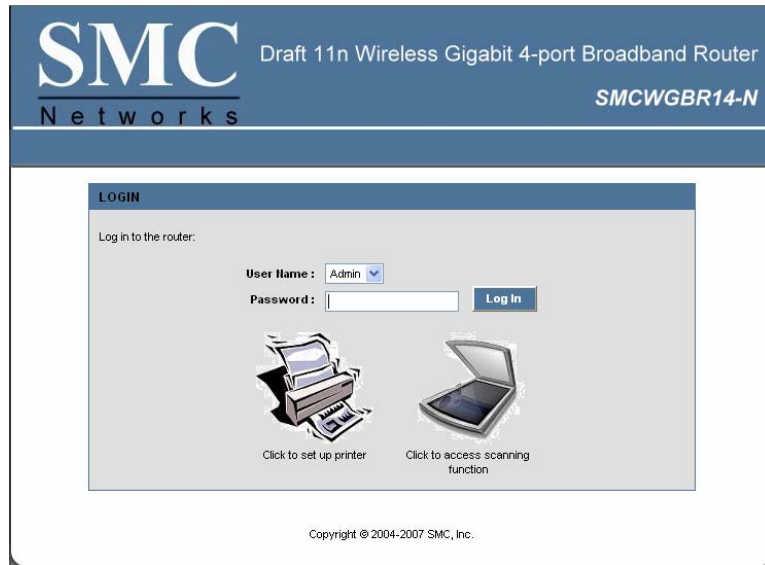 SMC
Networks
Draft 11n Wireless Gigabit 4-port Broadband Router
SMCWGBR14-N
LOGIN
Log in to the router:
User Name : Admin
Password :
Log In
Click to set up printer
Click to access scanning
function
Copyright © 2004-2007 SMC, Inc.